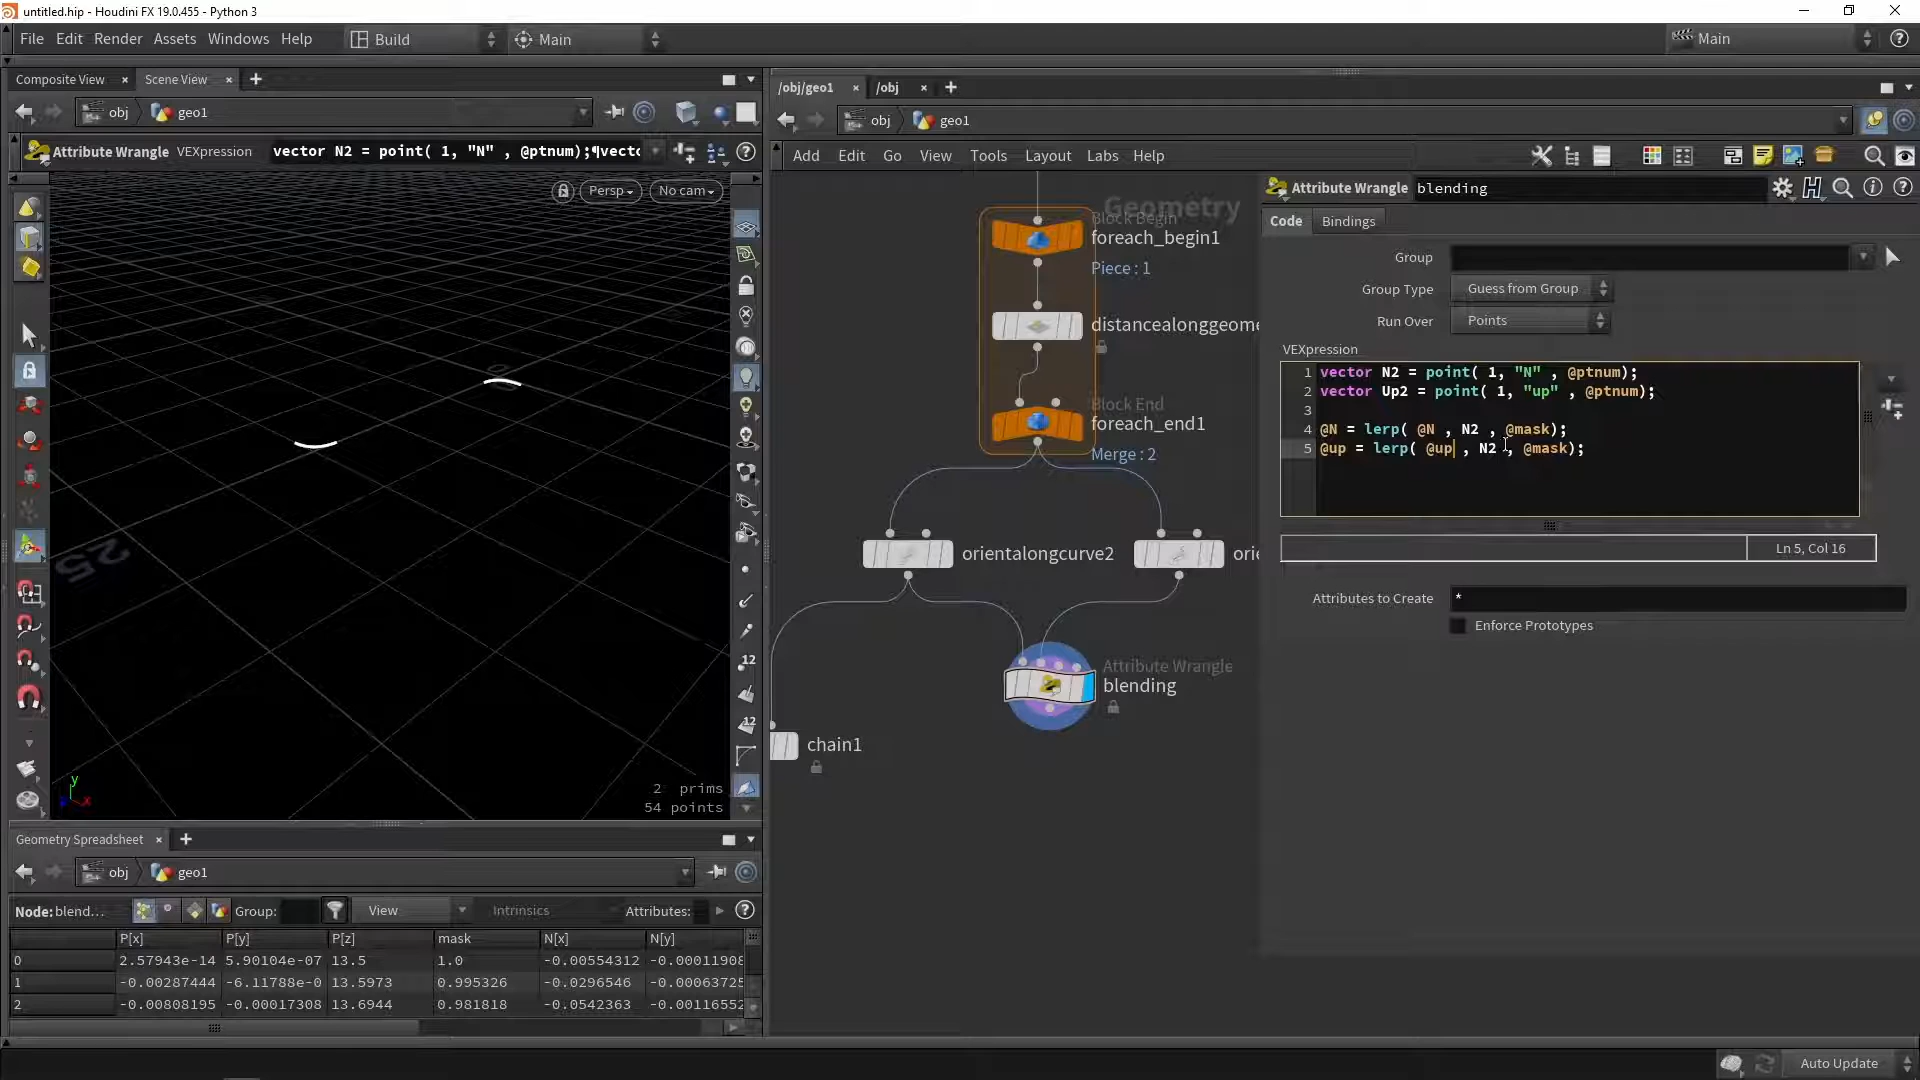 untitled.hip - Houdini FX 19.0.455 - Python 3
File Edit Render Assets Windows Help
Build
Main
Main
Composite View
Scene View
obj
geo1
Attribute Wrangle VEXpression
vector N2 = point( 1, "N" , @ptnum);¶vectc
Persp
No cam
25
12
12
y
x
2 prims
54 points
/obj/geo1
/obj
obj
geo1
Add Edit Go View Tools Layout Labs Help
Geometry
Block Begin
foreach_begin1
Piece : 1
distancealonggeome
Block End
foreach_end1
Merge : 2
orientalongcurve2
orie
Attribute Wrangle
blending
chain1
Attribute Wrangle blending
Code Bindings
Group
Group Type Guess from Group
Run Over Points
VEXpression
1 vector N2 = point( 1, "N" , @ptnum);
2 vector Up2 = point( 1, "up" , @ptnum);
3
4 @N = lerp( @N , N2 , @mask);
5 @up = lerp( @up , N2 , @mask);
Ln 5, Col 16
Attributes to Create *
Enforce Prototypes
Geometry Spreadsheet
obj
geo1
Node: blend... Group: View Intrinsics Attributes:
P[x] P[y] P[z] mask N[x] N[y]
0 2.57943e-14 5.90104e-07 13.5 1.0 -0.00554312 -0.00011908
1 -0.00287444 -6.11788e-0 13.5973 0.995326 -0.0296546 -0.00063725
2 -0.00808195 -0.00017308 13.6944 0.981818 -0.0542363 -0.00116552
Auto Update